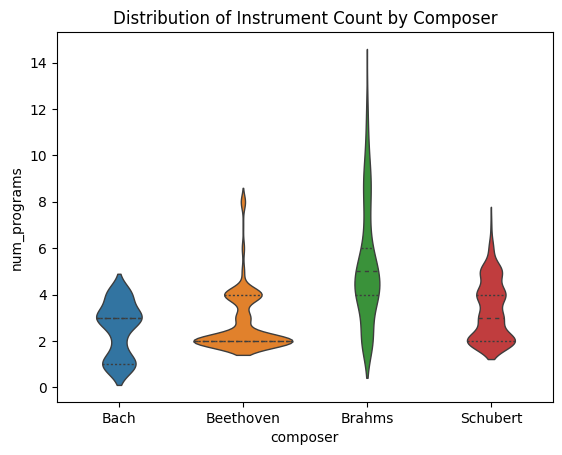 Distribution of Instrument Count by Composer
num_programs
14
12
10
8
6
4
2
0
Bach Beethoven Brahms Schubert
composer